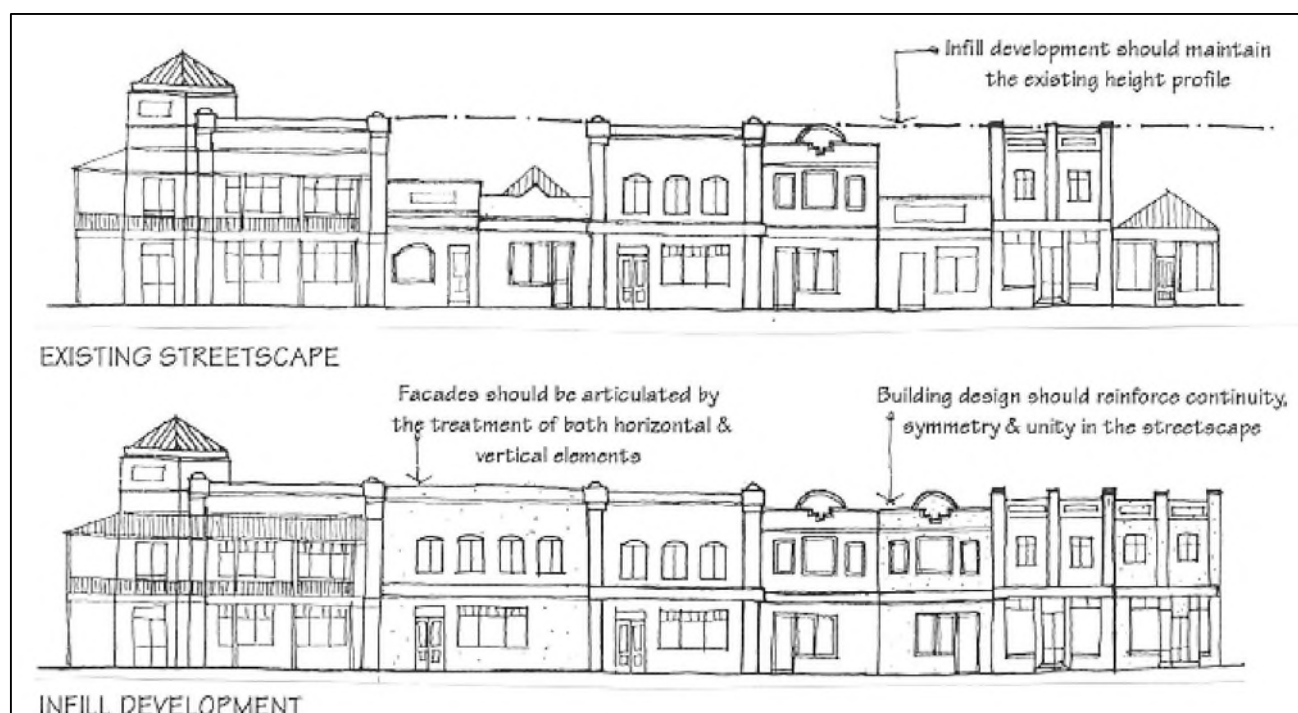 Infill development should maintain
the existing height profile
EXISTING STREETSCAPE
Facades should be articulated by
the treatment of both horizontal &
vertical elements
Building design should reinforce continuity,
symmetry & unity in the streetscape
INFILL DEVELOPMENT